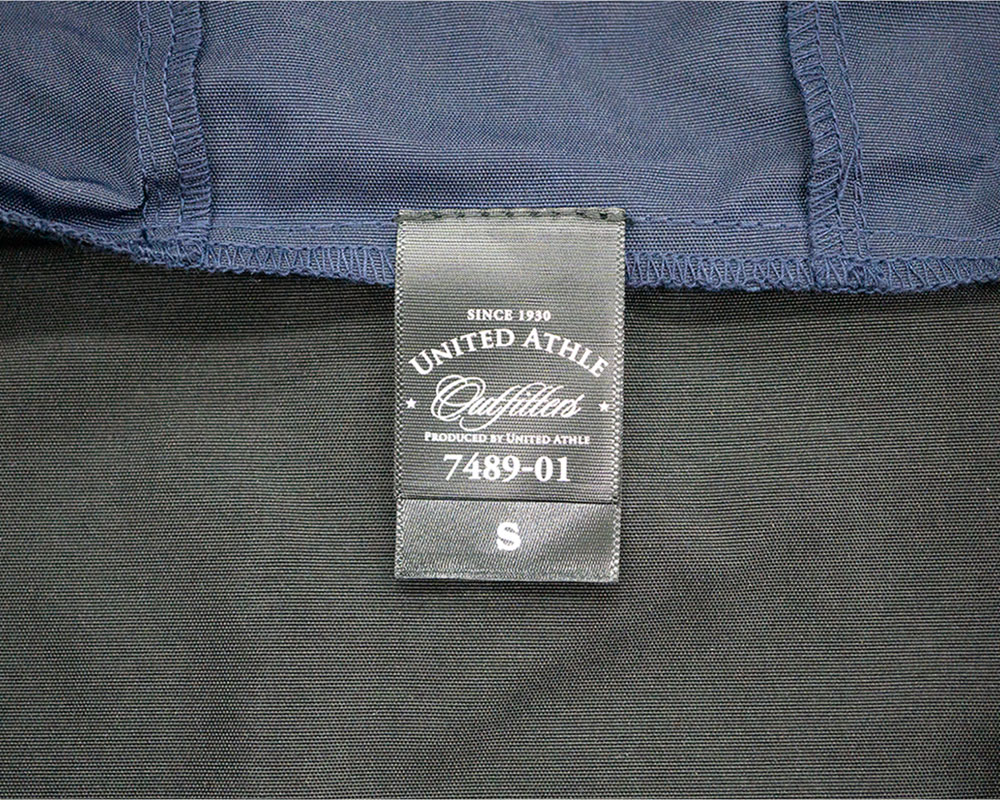 SINCE 1930
UNITED ATHLE
Outfitters
PRODUCED BY UNITED ATHLE
7489-01
S